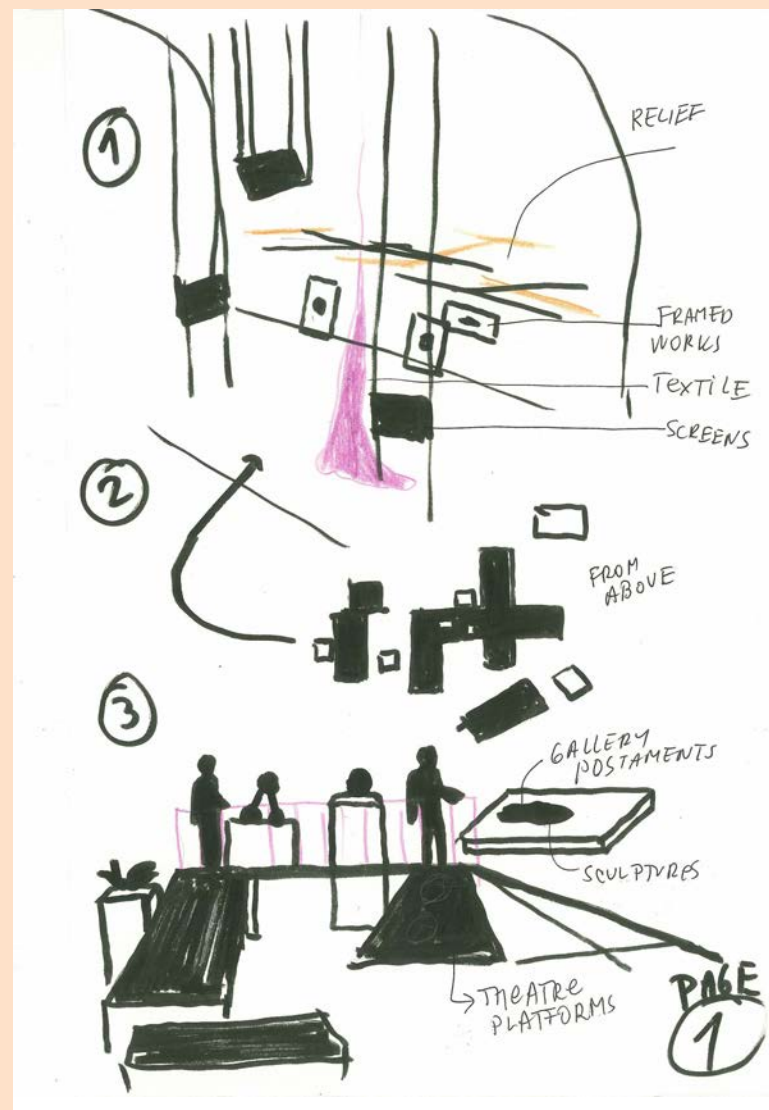 1
RELIEF
FRAMED
WORKS
TEXTILE
SCREENS
2
FROM
ABOVE
3
GALLERY
POSTAMENTS
SCULPTURES
THEATRE
PLATFORMS
PAGE
1